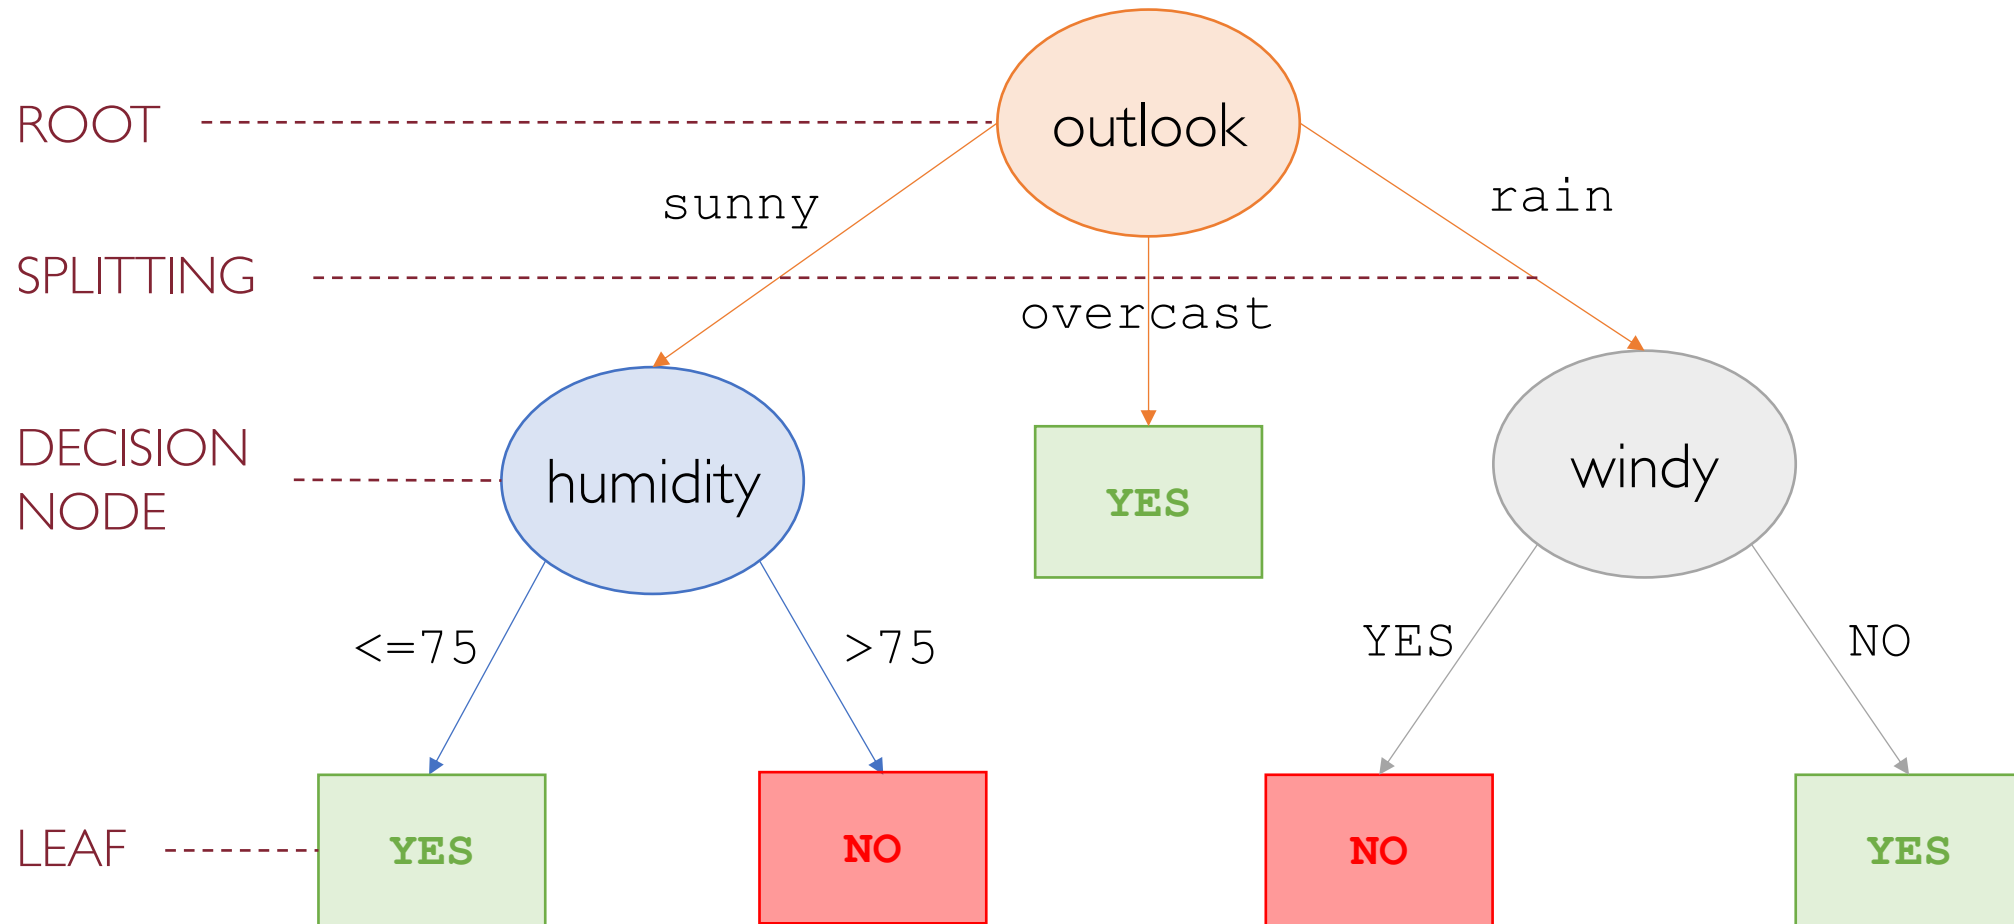 ROOT
outlook
sunny
rain
SPLITTING
overcast
DECISION
NODE
humidity
YES
windy
<=75
>75
YES
NO
LEAF
YES
NO
NO
YES